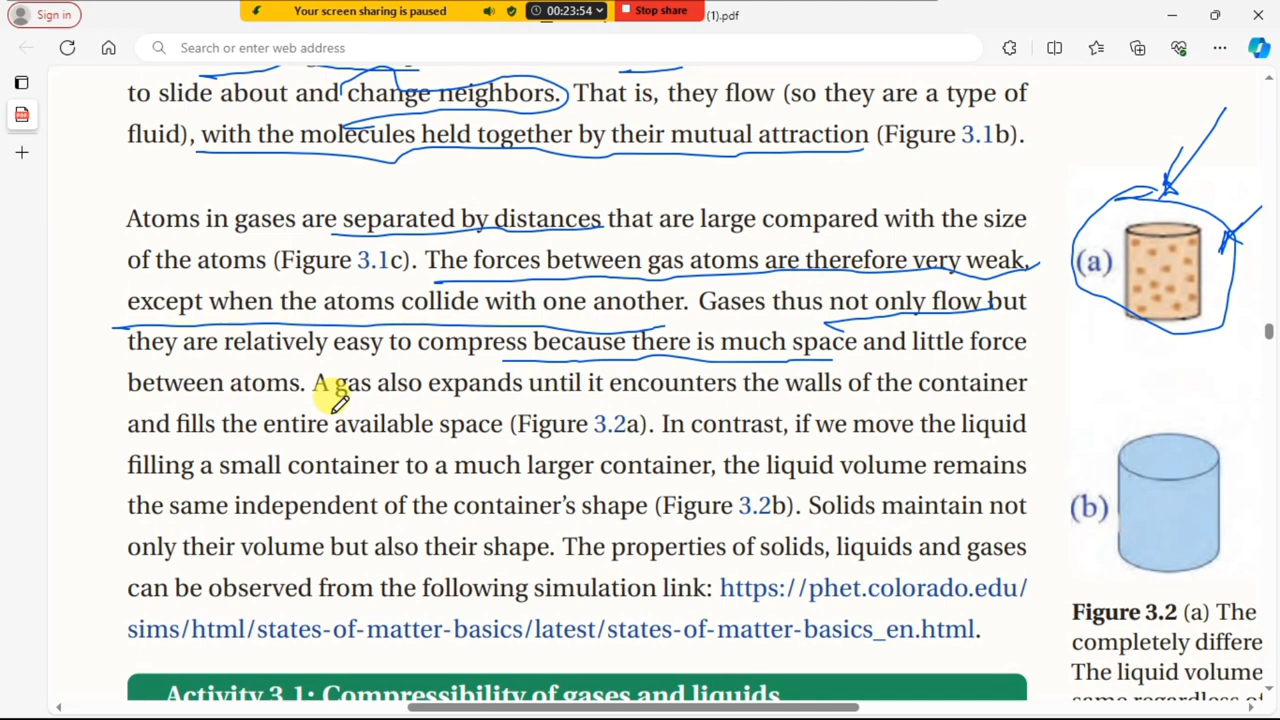 Sign in
Your screen sharing is paused
00:23:54
Stop share
(1).pdf
Search or enter web address
to slide about and change neighbors. That is, they flow (so they are a type of
fluid), with the molecules held together by their mutual attraction (Figure 3.1b).
Atoms in gases are separated by distances that are large compared with the size
of the atoms (Figure 3.1c). The forces between gas atoms are therefore very weak,
except when the atoms collide with one another. Gases thus not only flow but
they are relatively easy to compress because there is much space and little force
between atoms. A gas also expands until it encounters the walls of the container
and fills the entire available space (Figure 3.2a). In contrast, if we move the liquid
filling a small container to a much larger container, the liquid volume remains
the same independent of the container's shape (Figure 3.2b). Solids maintain not
only their volume but also their shape. The properties of solids, liquids and gases
can be observed from the following simulation link: https://phet.colorado.edu/
sims/html/states-of-matter-basics/latest/states-of-matter-basics_en.html.
Activity 3.1: Compressibility of gases and liquids
(a)
(b)
Figure 3.2 (a) The
completely differe
The liquid volume